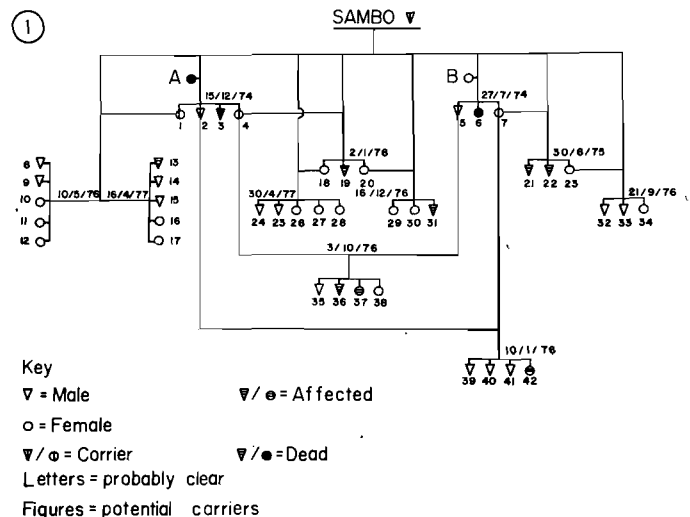 1
SAMBO
A
B
15/12/74
27/7/74
1 2 3 4
5 6 7
2/1/76
30/6/75
8 13
9 14
10 10/5/76 16/4/77 15
11 16
12 17
18 19 20
21 22 23
30/4/77
16/12/76
21/9/76
24 25 26 27 28
29 30 31
32 33 34
3/10/76
35 36 37 38
10/1/76
39 40 41 42
Key
= Male
/ = Affected
= Female
/ = Carrier
/ = Dead
Letters = probably clear
Figures = potential carriers